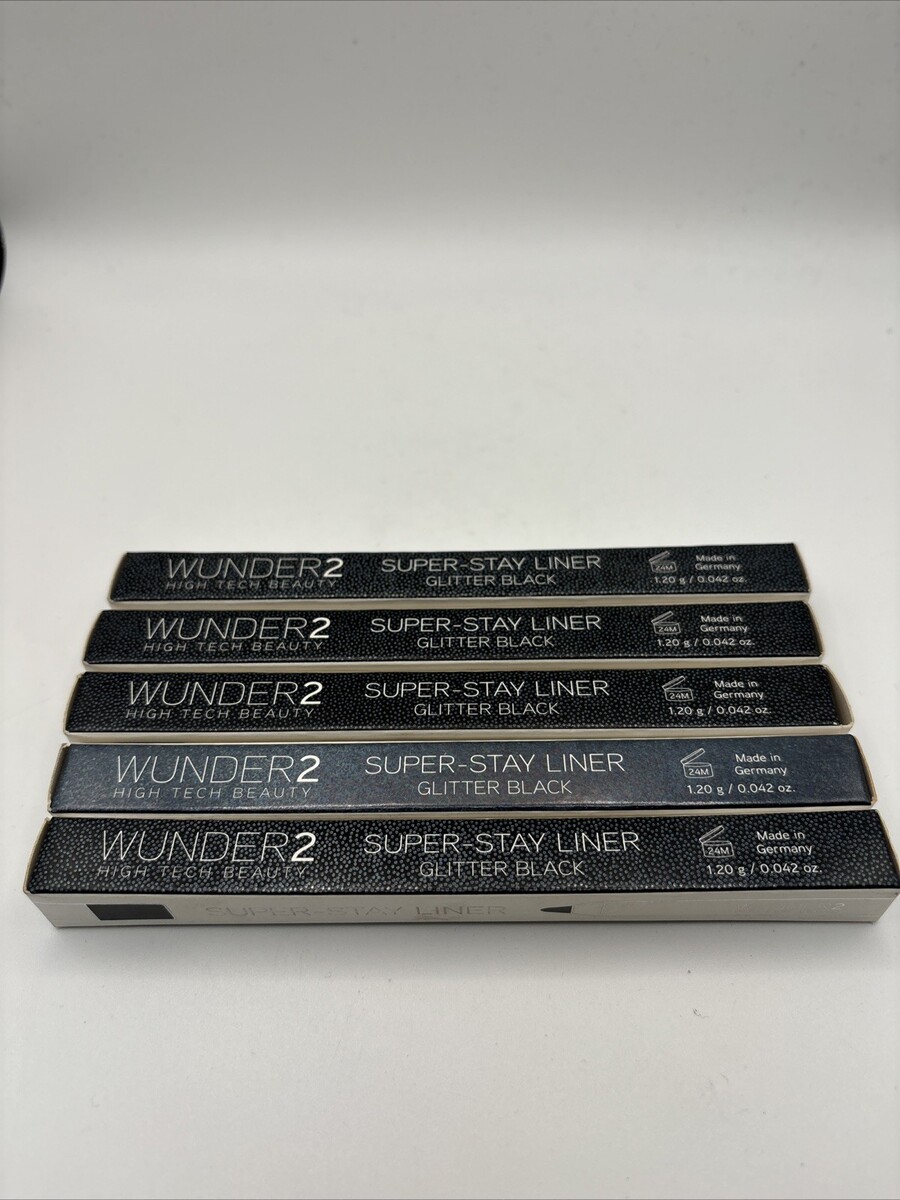 WUNDER2
HIGH TECH BEAUTY
SUPER-STAY LINER
GLITTER BLACK
24M
Made in
Germany
1.20 g / 0.042 oz.
WUNDER2
HIGH TECH BEAUTY
SUPER-STAY LINER
GLITTER BLACK
24M
Made in
Germany
1.20 g / 0.042 oz.
WUNDER2
HIGH TECH BEAUTY
SUPER-STAY LINER
GLITTER BLACK
24M
Made in
Germany
1.20 g / 0.042 oz.
WUNDER2
HIGH TECH BEAUTY
SUPER-STAY LINER
GLITTER BLACK
24M
Made in
Germany
1.20 g / 0.042 oz.
WUNDER2
HIGH TECH BEAUTY
SUPER-STAY LINER
GLITTER BLACK
24M
Made in
Germany
1.20 g / 0.042 oz.
SUPER-STAY LINER